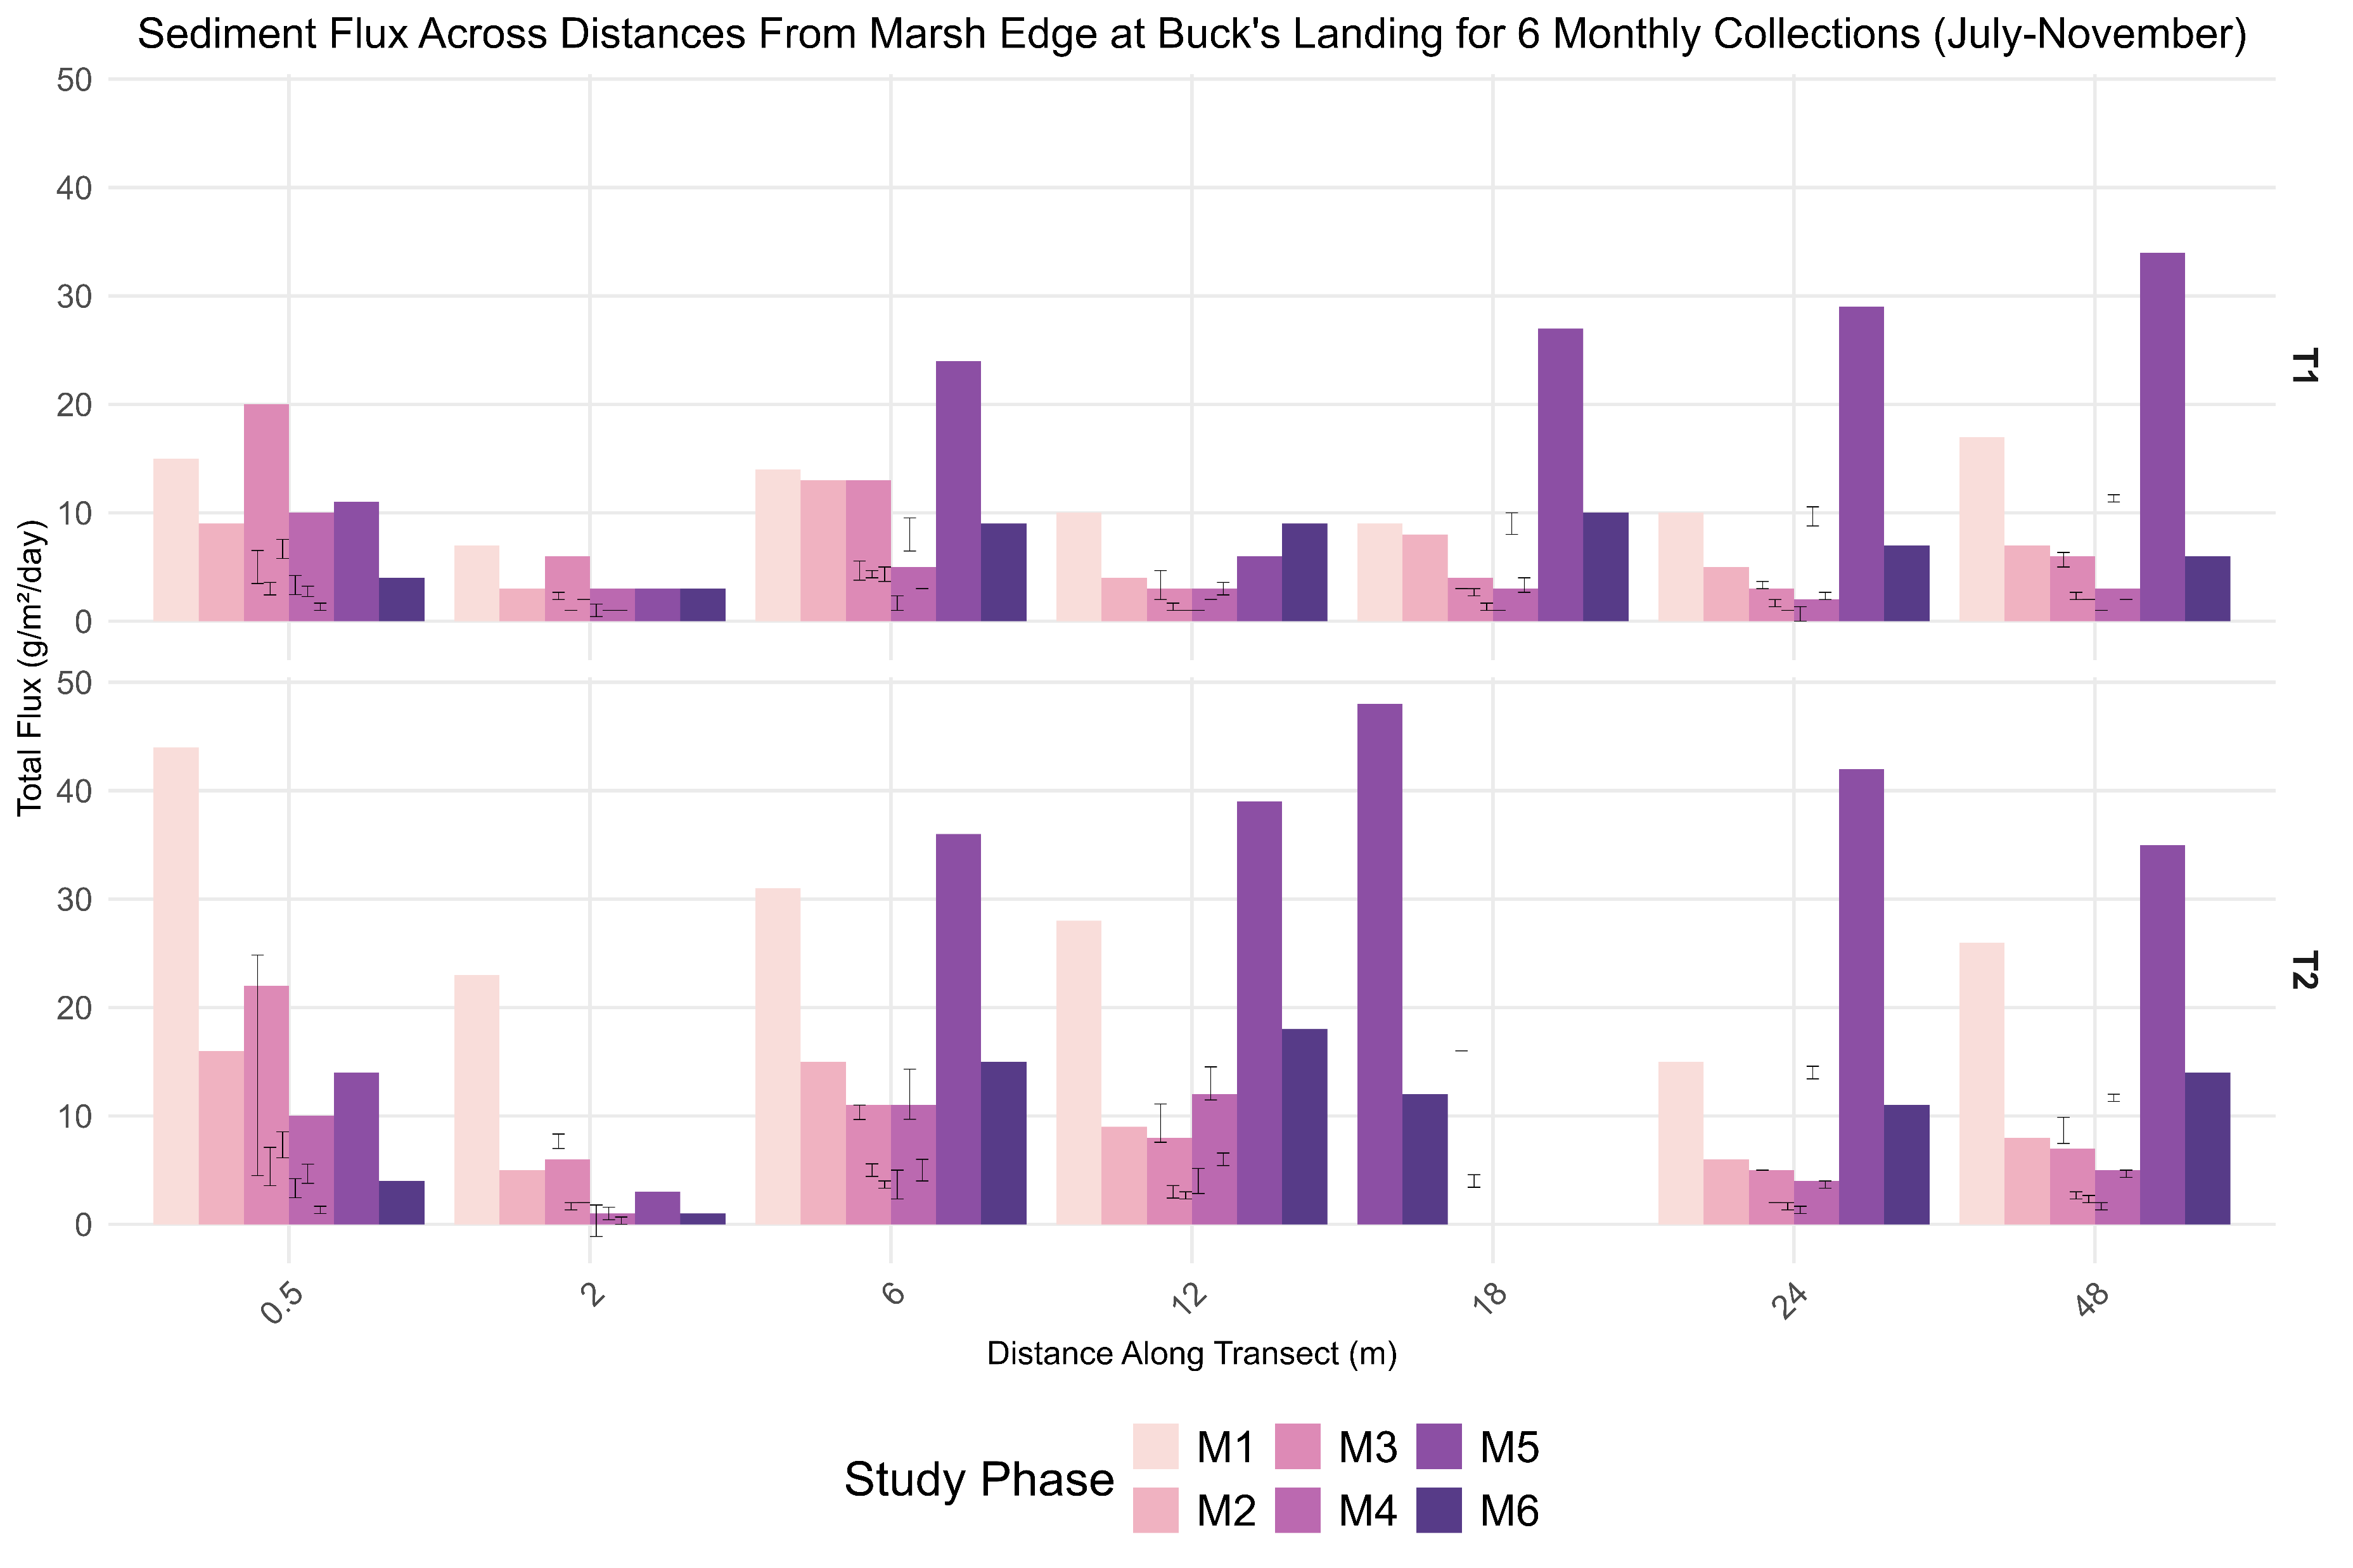 Sediment Flux Across Distances From Marsh Edge at Buck's Landing for 6 Monthly Collections (July-November)
Total Flux (g/m²/day)
50
40
30
20
10
0
T1
50
40
30
20
10
0
T2
0.5 2 6 12 18 24 48
Distance Along Transect (m)
Study Phase
M1 M3 M5
M2 M4 M6